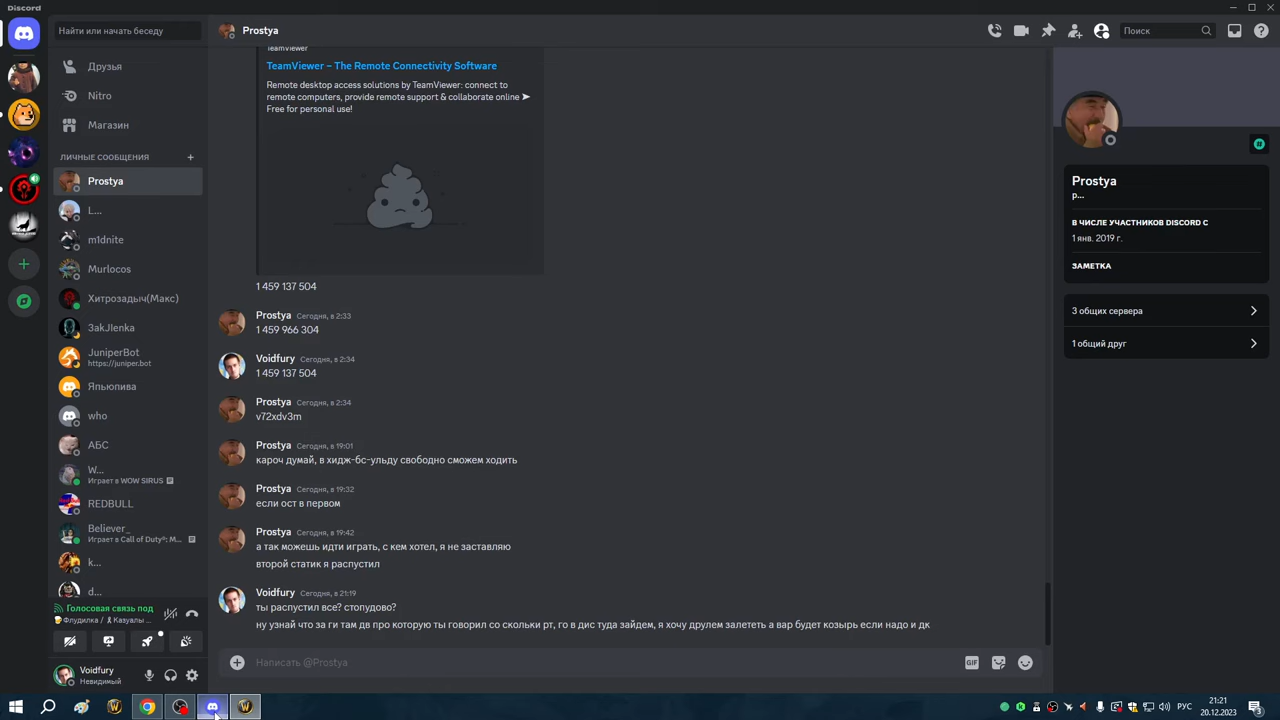 Discord
Найти или начать беседу
Друзья
Nitro
Магазин
ЛИЧНЫЕ СООБЩЕНИЯ
Prostya
L...
m1dnite
Murlocos
Хитрозадыч(Макс)
3akJIenka
JuniperBot
https://juniper.bot
Япьюпива
who
АБС
W...
Играет в WOW SIRUS
REDBULL
Believer_
Играет в Call of Duty®: M...
k...
d...
Голосовая связь под
Флудилка / Казуалы
Voidfury
Невидимый
Prostya
Поиск
TeamViewer
TeamViewer – The Remote Connectivity Software
Remote desktop access solutions by TeamViewer: connect to
remote computers, provide remote support & collaborate online ➤
Free for personal use!
1 459 137 504
Prostya Сегодня, в 2:33
1 459 966 304
Voidfury Сегодня, в 2:34
1 459 137 504
Prostya Сегодня, в 2:34
v72xdv3m
Prostya Сегодня, в 19:01
кароч думай, в хидж-бс-ульду свободно сможем ходить
Prostya Сегодня, в 19:32
если ост в первом
Prostya Сегодня, в 19:42
а так можешь идти играть, с кем хотел, я не заставляю
второй статик я распустил
Voidfury Сегодня, в 21:19
ты распустил все? стопудово?
ну узнай что за ги там дв про которую ты говорил со скольки рт, го в дис туда зайдем, я хочу друлем залететь а вар будет козырь если надо и дк
Написать @Prostya
GIF
Prostya
p...
В ЧИСЛЕ УЧАСТНИКОВ DISCORD С
1 янв. 2019 г.
ЗАМЕТКА
3 общих сервера
1 общий друг
РУС
21:21
20.12.2023
3